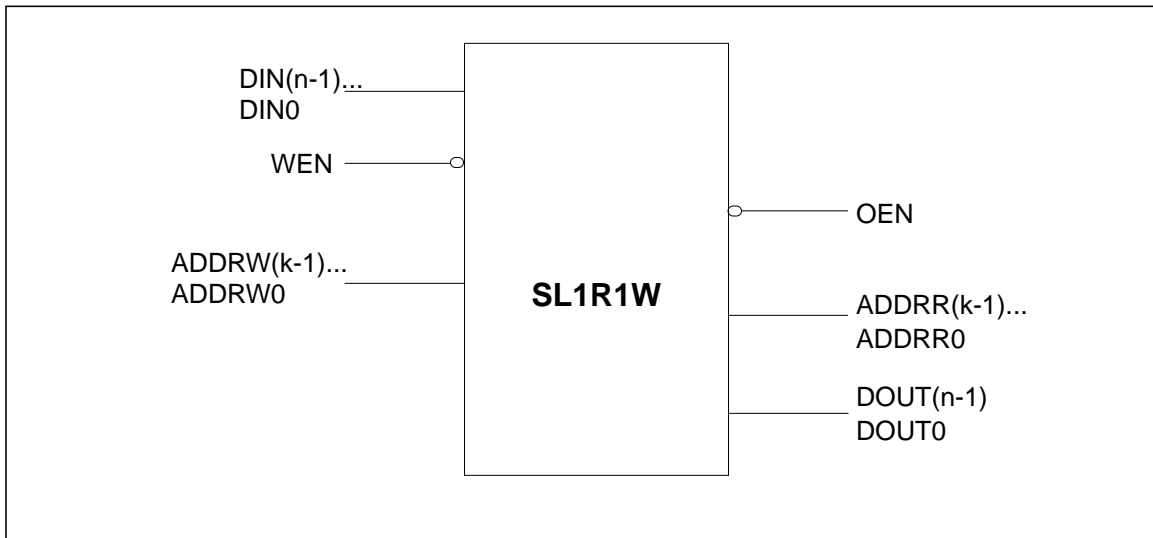 DIN(n-1)...
DIN0
WEN
ADDRW(k-1)...
ADDRW0
SL1R1W
OEN
ADDRR(k-1)...
ADDRR0
DOUT(n-1)
DOUT0